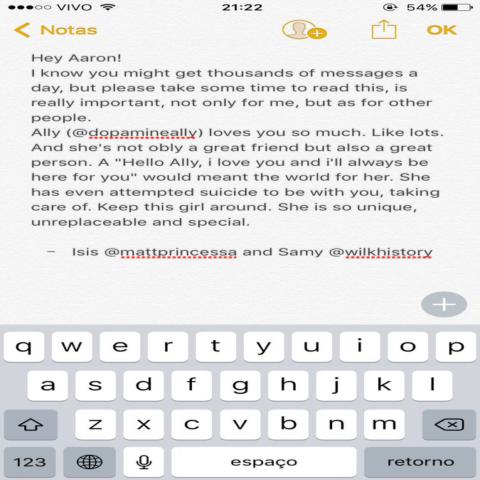 VIVO 21:22 54%
Notas OK
Hey Aaron!
I know you might get thousands of messages a
day, but please take some time to read this, is
really important, not only for me, but as for other
people.
Ally (@dopamineally) loves you so much. Like lots.
And she's not obly a great friend but also a great
person. A "Hello Ally, i love you and i'll always be
here for you" would meant the world for her. She
has even attempted suicide to be with you, taking
care of. Keep this girl around. She is so unique,
unreplaceable and special.
– Isis @mattprincessa and Samy @wilkhistory
q w e r t y u i o p
a s d f g h j k l
z x c v b n m
123 espaço retorno